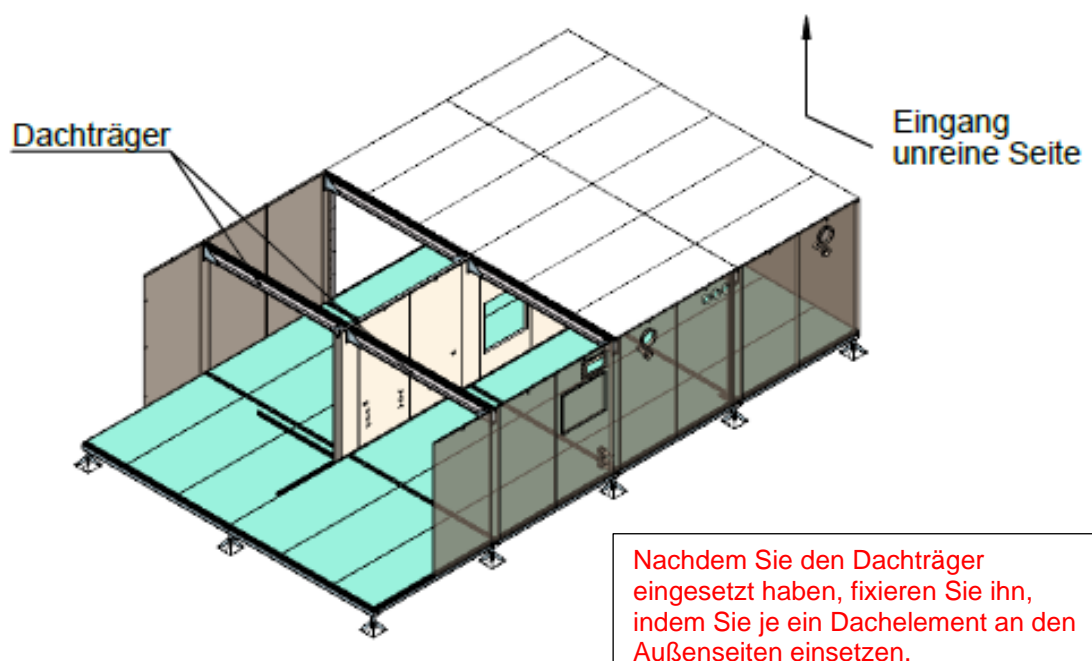 Dachträger
Eingang
unreine Seite
Nachdem Sie den Dachträger
eingesetzt haben, fixieren Sie ihn,
indem Sie je ein Dachelement an den
Außenseiten einsetzen.